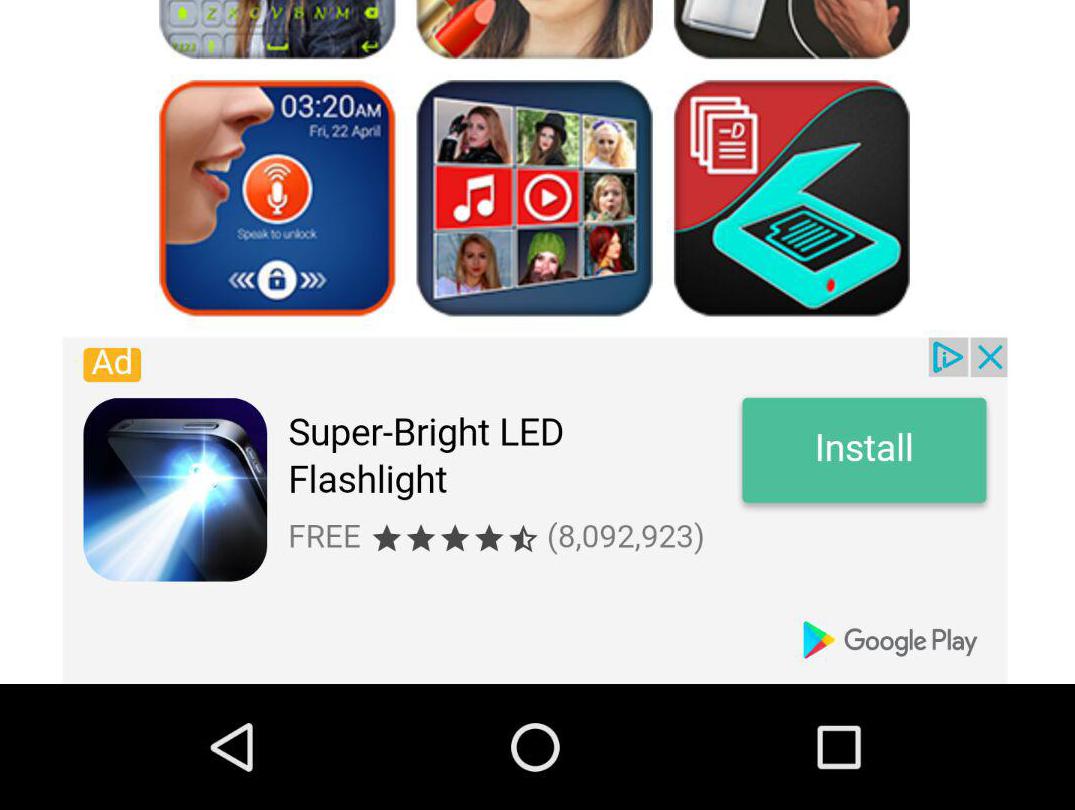 Z X C V B N M
?123
03:20AM
Fri, 22 April
Speak to unlock
-D
Ad
Super-Bright LED
Flashlight
Install
FREE (8,092,923)
Google Play